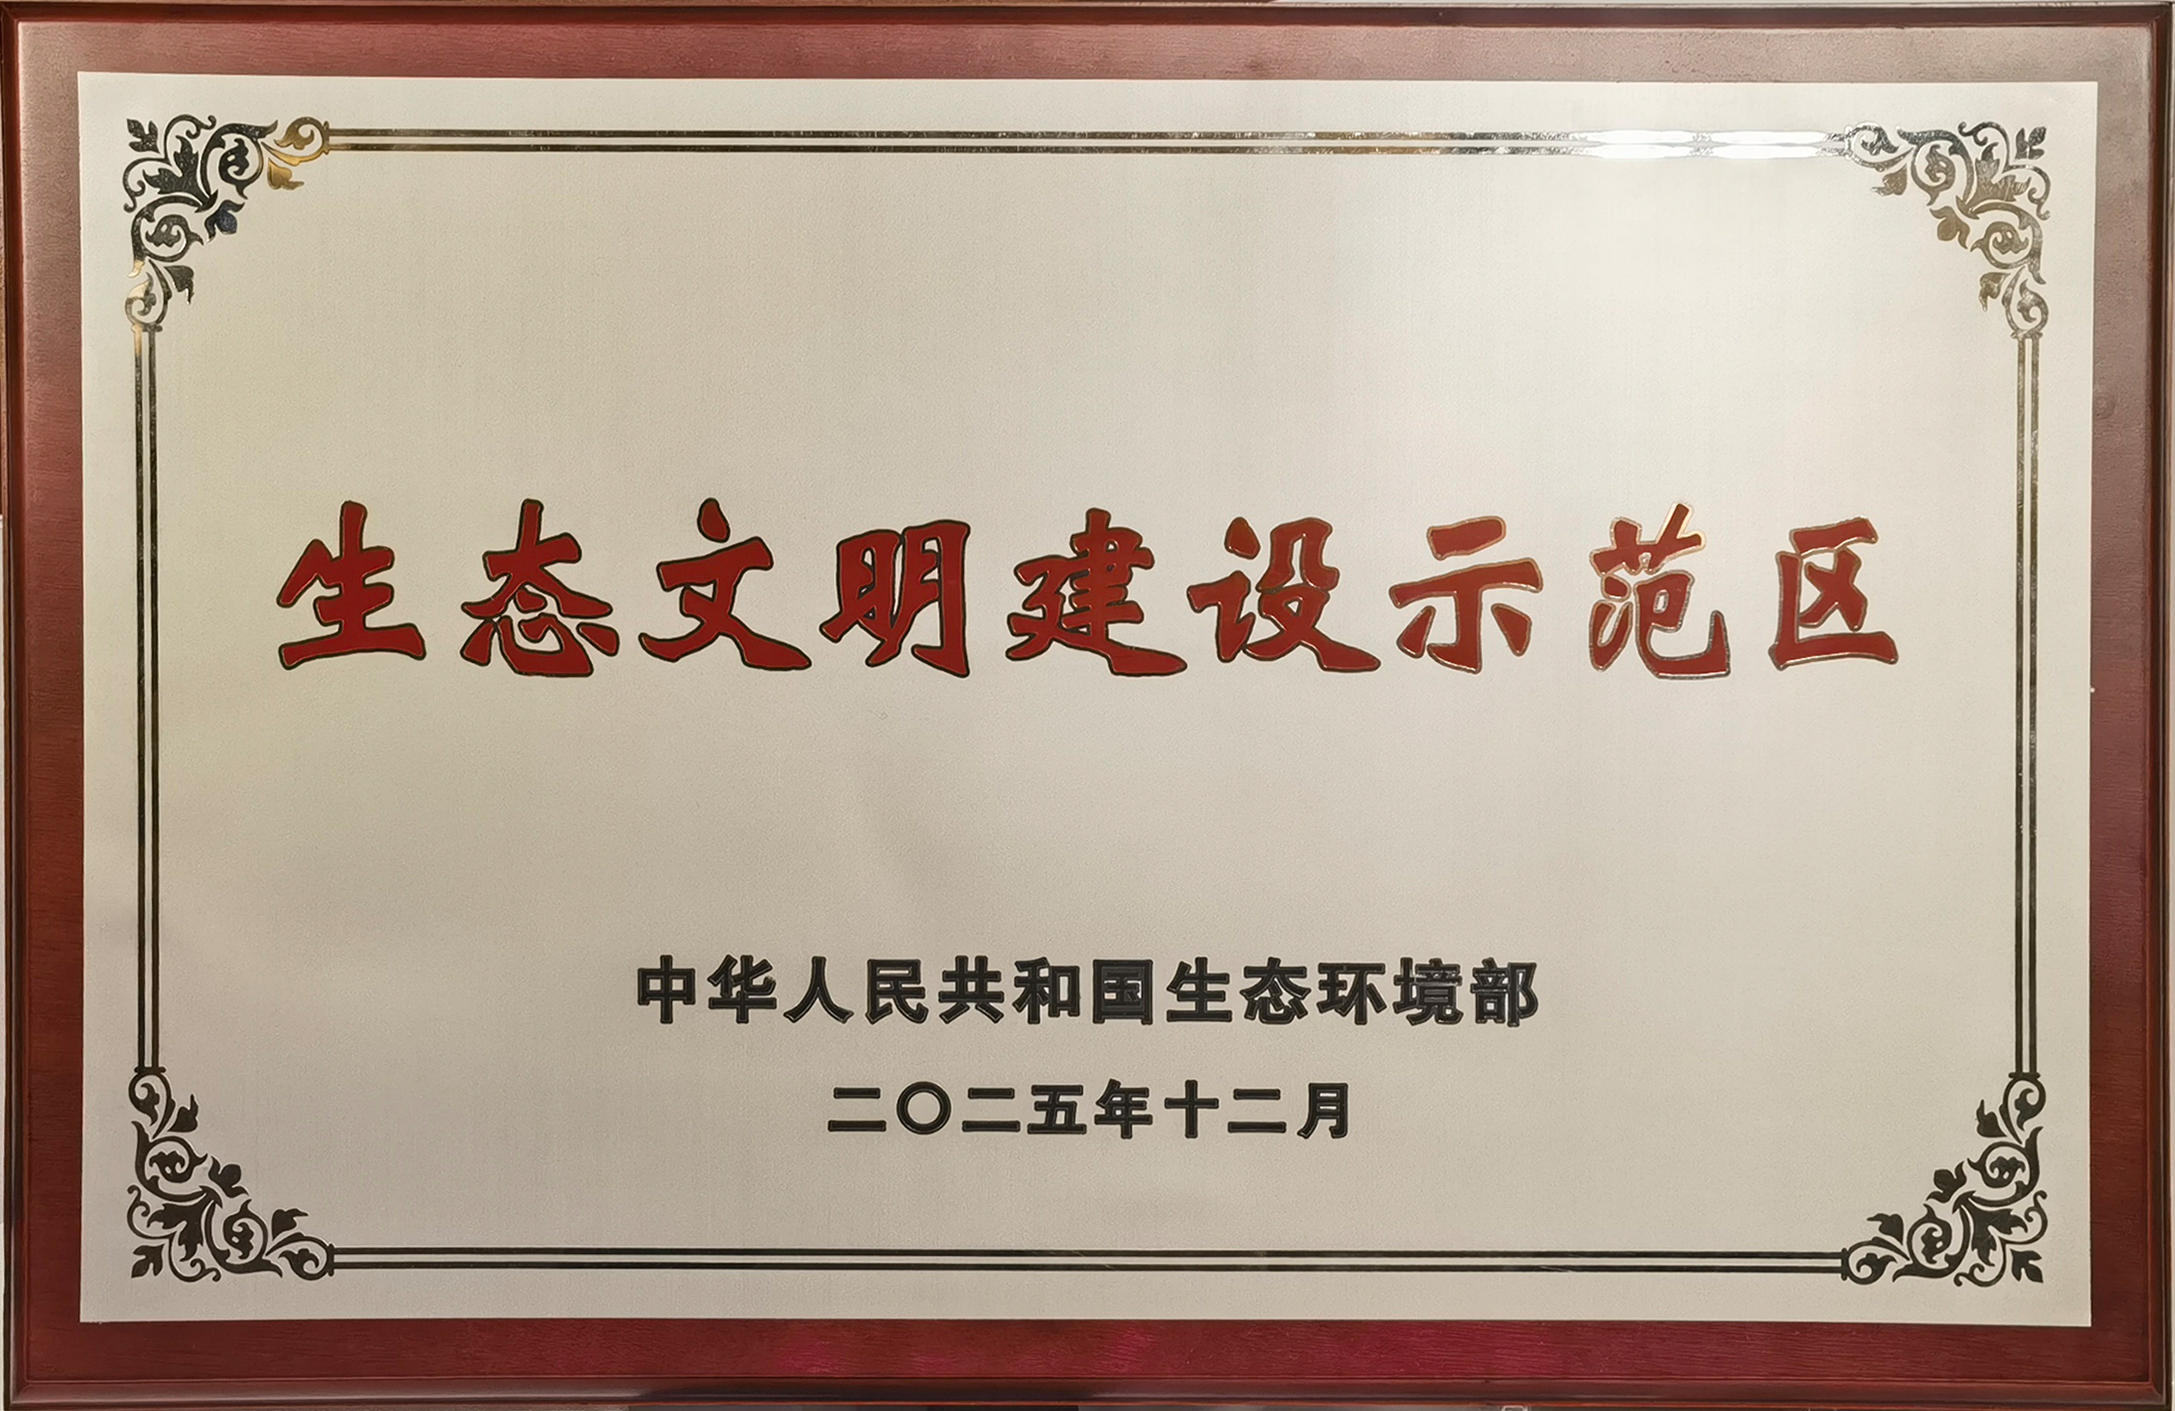 生态文明建设示范区
中华人民共和国生态环境部
二〇二五年十二月